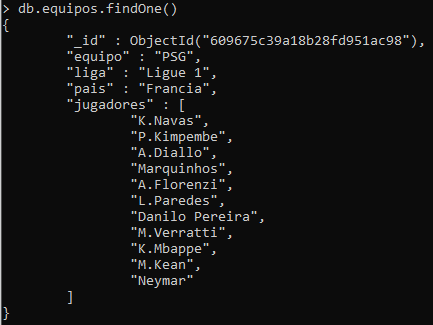 > db.equipos.findOne()
{
        "_id" : ObjectId("609675c39a18b28fd951ac98"),
        "equipo" : "PSG",
        "liga" : "Ligue 1",
        "pais" : "Francia",
        "jugadores" : [
                "K.Navas",
                "P.Kimpembe",
                "A.Diallo",
                "Marquinhos",
                "A.Florenzi",
                "L.Paredes",
                "Danilo Pereira",
                "M.Verratti",
                "K.Mbappe",
                "M.Kean",
                "Neymar"
        ]
}